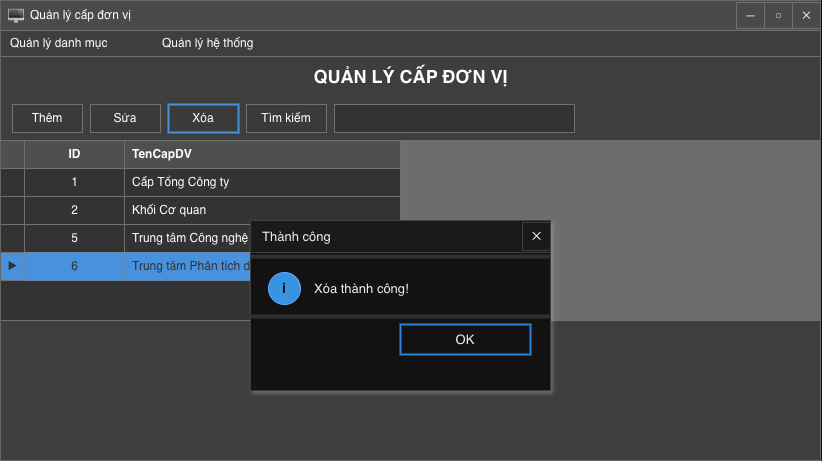 Quản lý cấp đơn vị
Quản lý danh mục Quản lý hệ thống
QUẢN LÝ CẤP ĐƠN VỊ
Thêm Sửa Xóa Tìm kiếm
ID TenCapDV
1 Cấp Tổng Công ty
2 Khối Cơ quan
5 Trung tâm Công nghệ
6 Trung tâm Phân tích d
Thành công
Xóa thành công!
OK